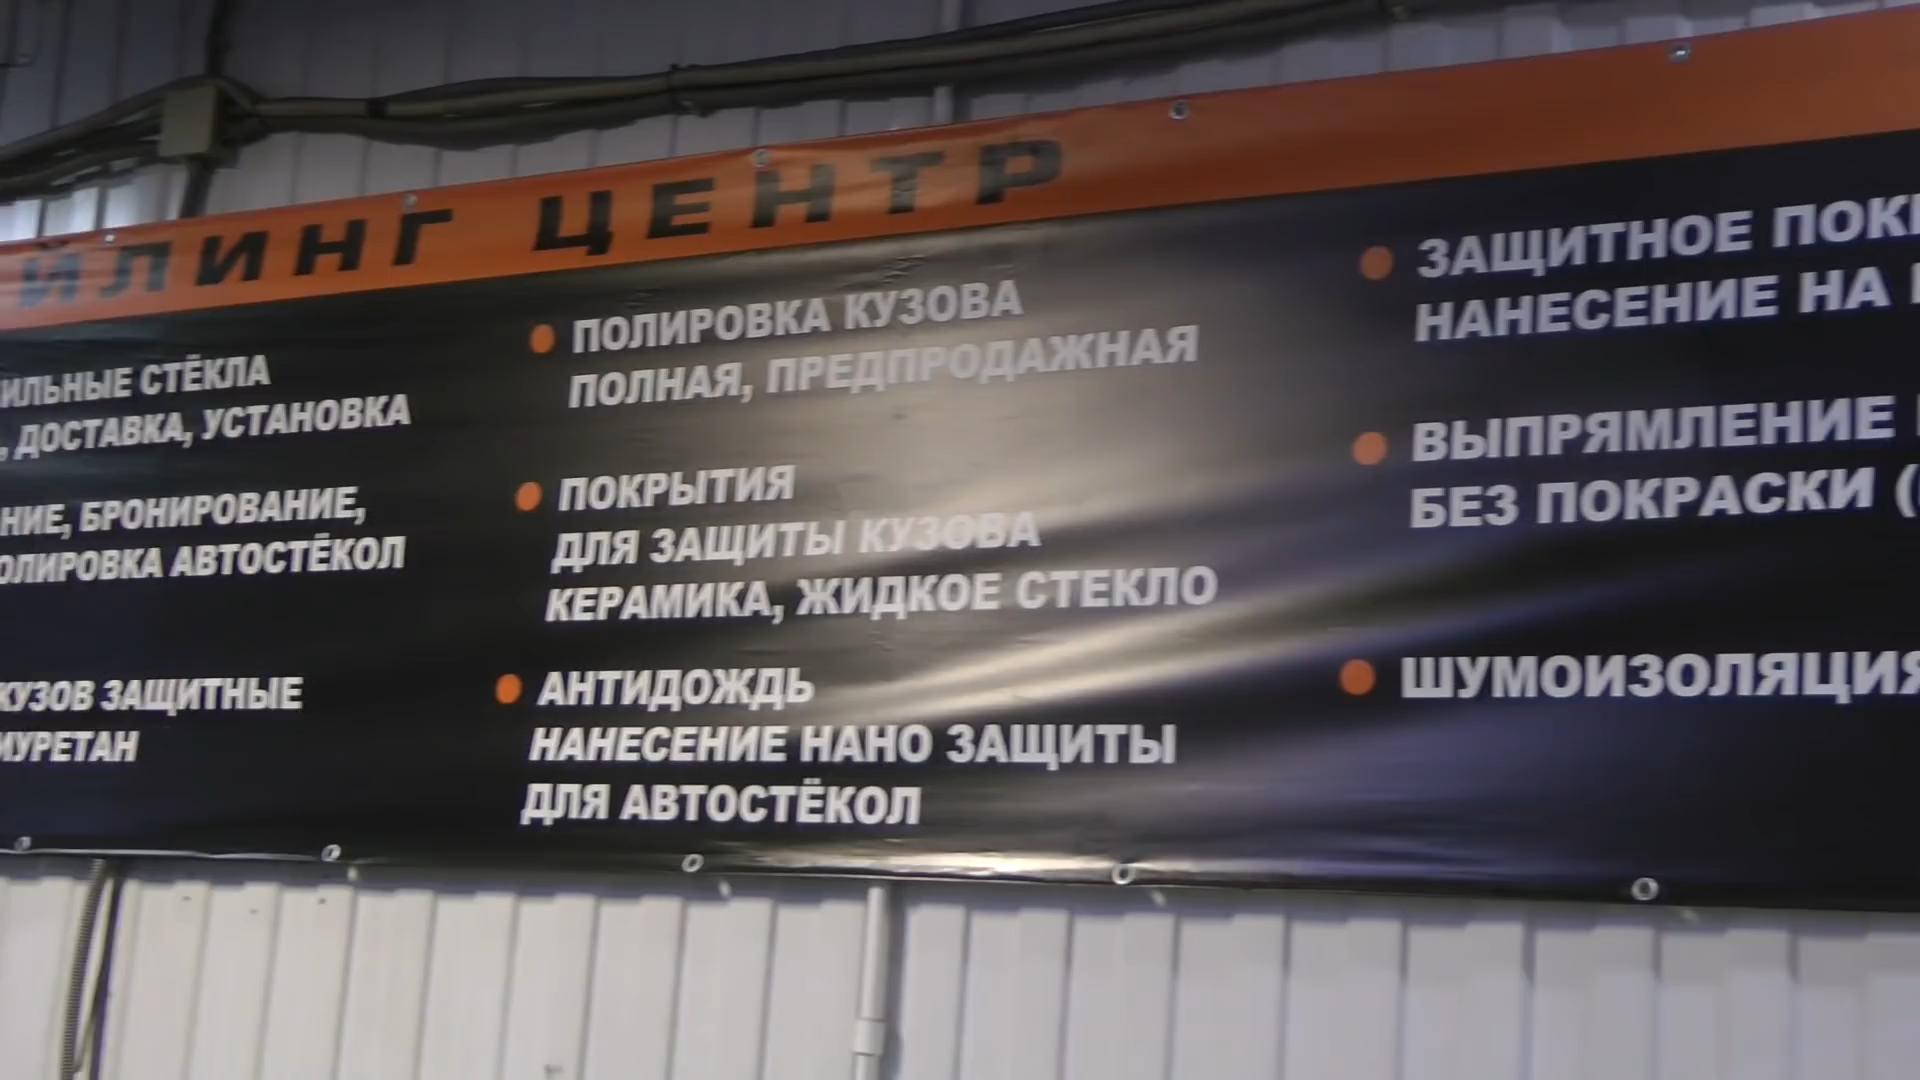 ИЛИНГ ЦЕНТР
ИЛЬНЫЕ СТЁКЛА
, ДОСТАВКА, УСТАНОВКА
НИЕ, БРОНИРОВАНИЕ,
ОЛИРОВКА АВТОСТЁКОЛ
КУЗОВ ЗАЩИТНЫЕ
ИУРЕТАН
ПОЛИРОВКА КУЗОВА
ПОЛНАЯ, ПРЕДПРОДАЖНАЯ
ПОКРЫТИЯ
ДЛЯ ЗАЩИТЫ КУЗОВА
КЕРАМИКА, ЖИДКОЕ СТЕКЛО
АНТИДОЖДЬ
НАНЕСЕНИЕ НАНО ЗАЩИТЫ
ДЛЯ АВТОСТЁКОЛ
ЗАЩИТНОЕ ПОК
НАНЕСЕНИЕ НА
ВЫПРЯМЛЕНИЕ
БЕЗ ПОКРАСКИ (
ШУМОИЗОЛЯЦИЯ